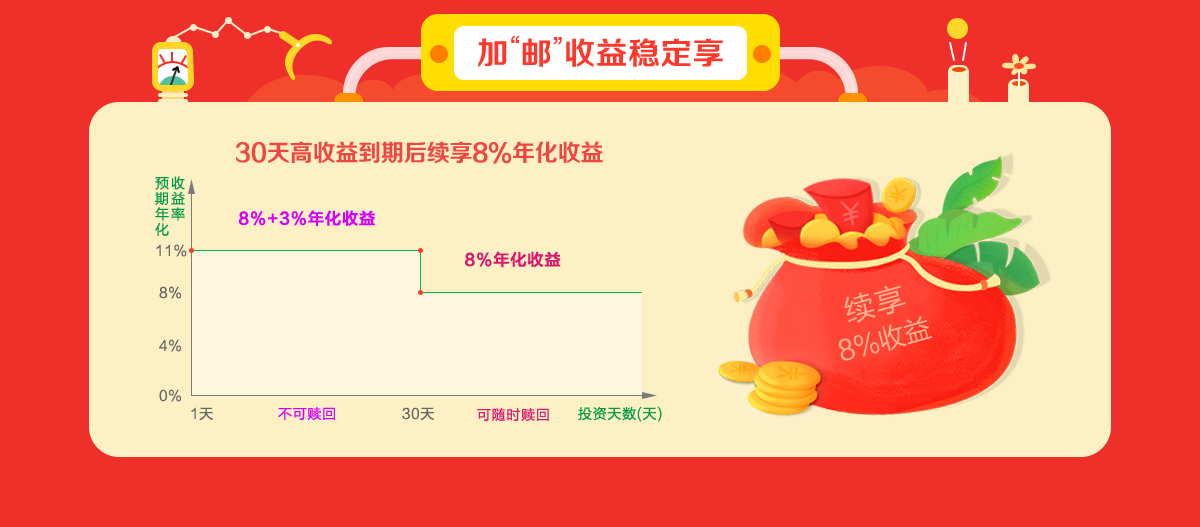 加“邮”收益稳定享
30天高收益到期后续享8%年化收益
预期年化
收益率
8%+3%年化收益
8%年化收益
11%
8%
4%
0%
1天
不可赎回
30天
可随时赎回
投资天数(天)
续享
8%收益